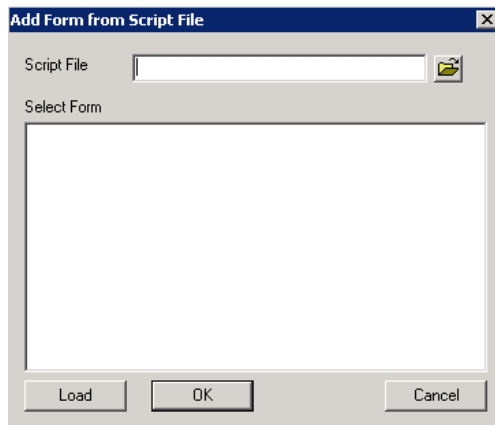 Add Form from Script File
Script File
Select Form
Load OK Cancel